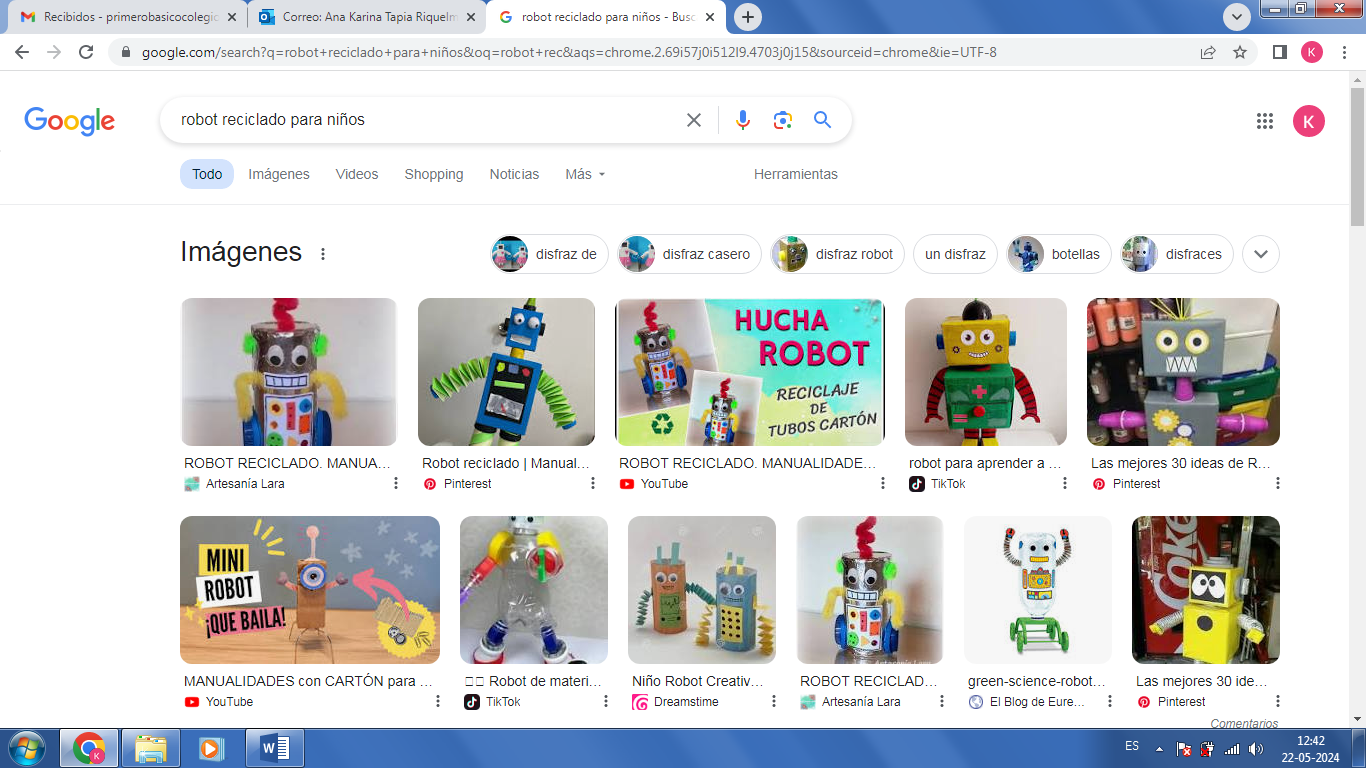 Recibidos - primerobasicocolegio
Correo: Ana Karina Tapia Riquelm
robot reciclado para niños - Busc
google.com/search?q=robot+reciclado+para+niños&oq=robot+rec&aqs=chrome.2.69i57j0i512l9.4703j0j15&sourceid=chrome&ie=UTF-8
K
Google
robot reciclado para niños
K
Todo Imágenes Videos Shopping Noticias Más Herramientas
Imágenes
disfraz de disfraz casero disfraz robot un disfraz botellas disfraces
HUCHA
ROBOT
RECICLAJE
DE
TUBOS CARTÓN
ROBOT RECICLADO. MANUA...
Artesanía Lara
Robot reciclado | Manual...
Pinterest
ROBOT RECICLADO. MANUALIDADE...
YouTube
robot para aprender a ...
TikTok
Las mejores 30 ideas de R...
Pinterest
MINI
ROBOT
¡QUE BAILA!
Coke
MANUALIDADES con CARTÓN para ...
YouTube
Robot de materi...
TikTok
Niño Robot Creativ...
Dreamstime
Artesanía Lara
ROBOT RECICLAD...
Artesanía Lara
green-science-robot...
El Blog de Eure...
Las mejores 30 ide...
Pinterest
Comentarios
K
W
ES
12:42
22-05-2024